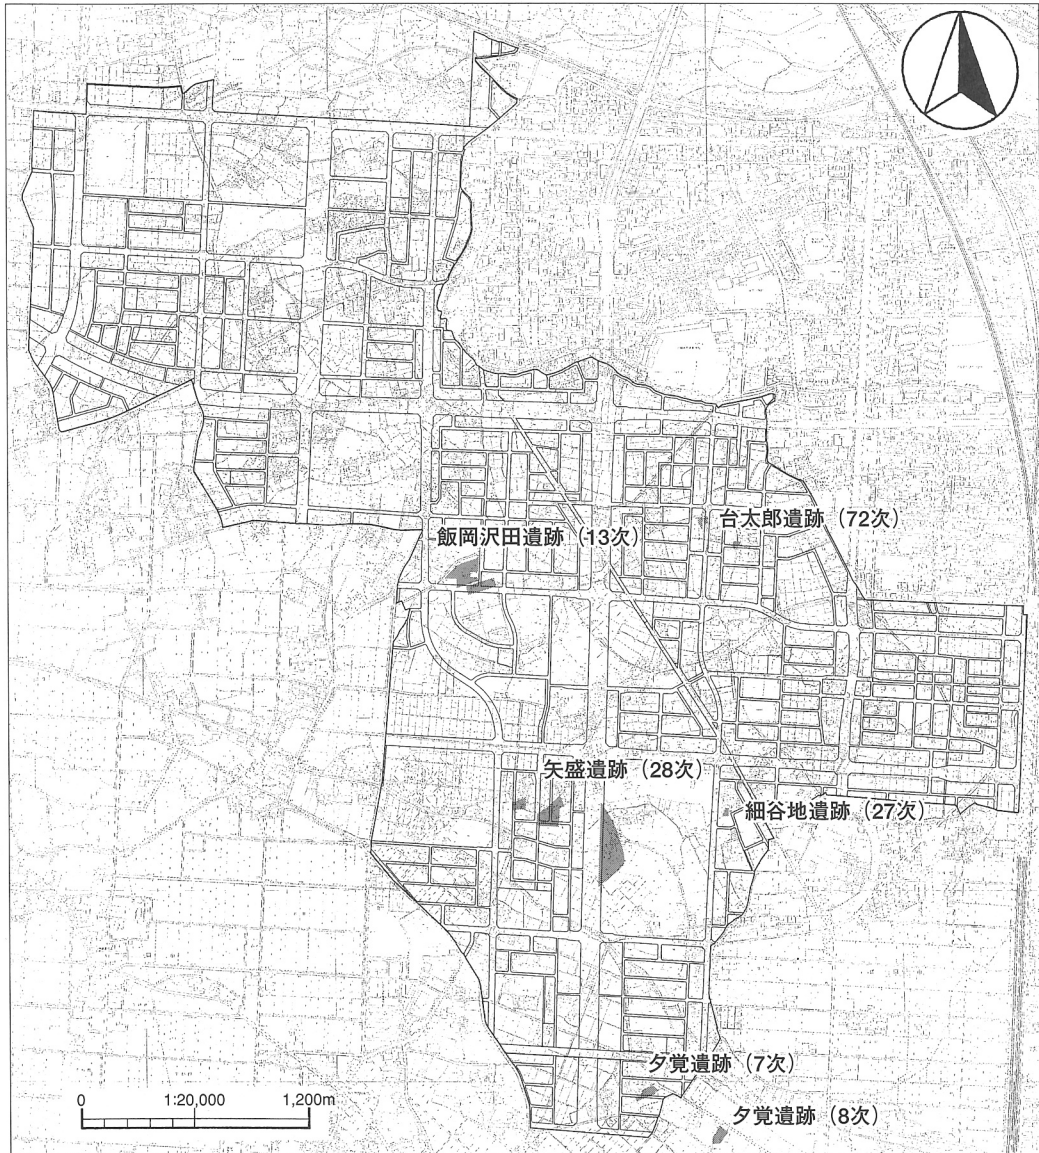 台太郎遺跡（72次）
飯岡沢田遺跡（13次）
矢盛遺跡（28次）
細谷地遺跡（27次）
夕覚遺跡（7次）
夕覚遺跡（8次）
0 1:20,000 1,200m